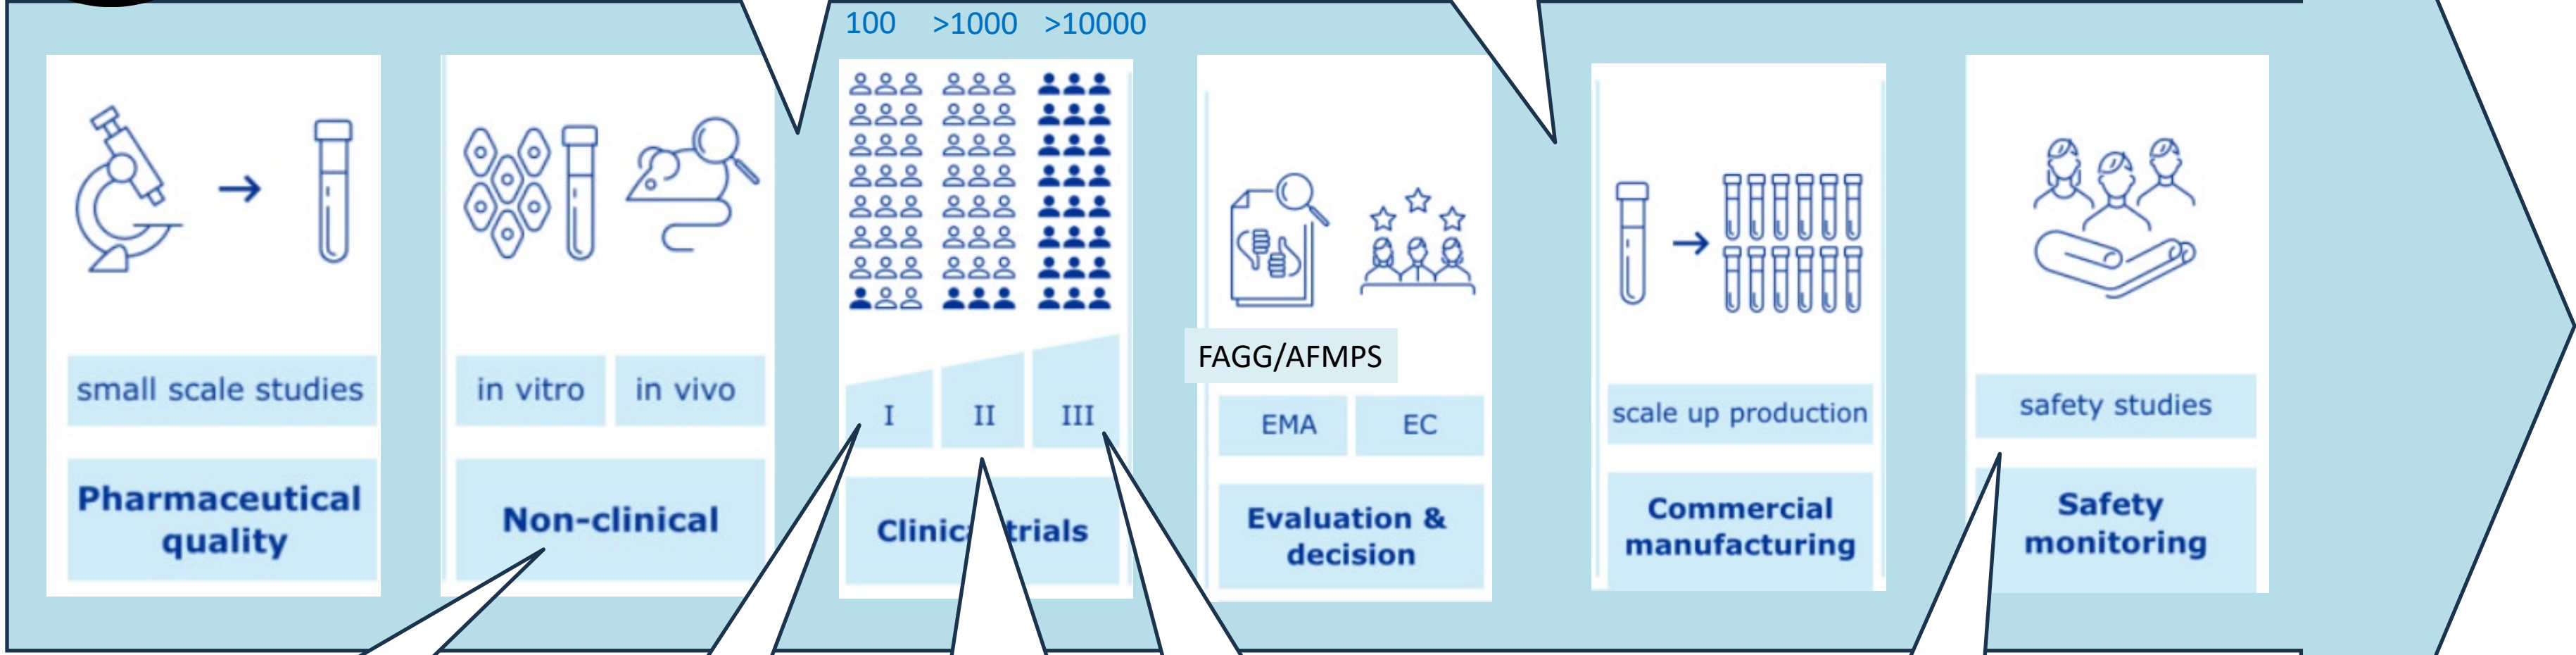 100 >1000 >10000
small scale studies
Pharmaceutical
quality
in vitro in vivo
Non-clinical
I II III
Clinical trials
FAGG/AFMPS
EMA EC
Evaluation &
decision
scale up production
Commercial
manufacturing
safety studies
Safety
monitoring